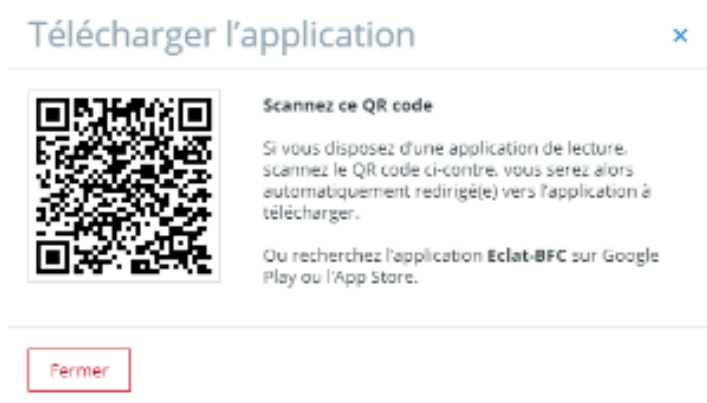 Télécharger l'application
×
Scannez ce QR code
Si vous disposez d'une application de lecture,
scannez le QR code ci-contre, vous serez alors
automatiquement redirigé(e) vers l'application à
télécharger.
Ou recherchez l'application Eclat-BFC sur Google
Play ou l'App Store.
Fermer